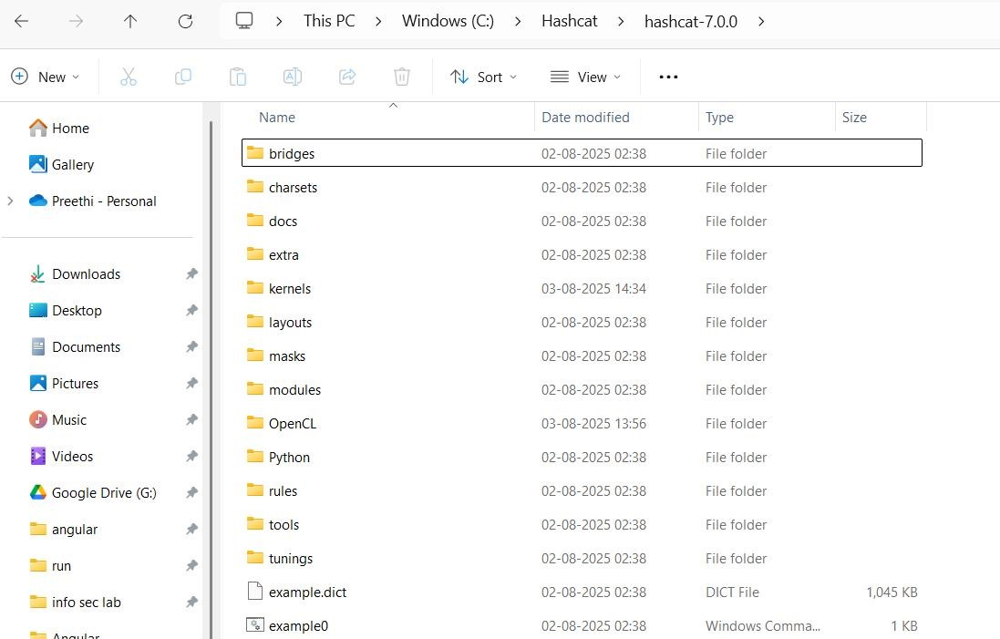 This PC > Windows (C:) > Hashcat > hashcat-7.0.0 >
New Sort View
Home
Gallery
Preethi - Personal
Downloads
Desktop
Documents
Pictures
Music
Videos
Google Drive (G:)
angular
run
info sec lab
Angular
Name Date modified Type Size
bridges 02-08-2025 02:38 File folder
charsets 02-08-2025 02:38 File folder
docs 02-08-2025 02:38 File folder
extra 02-08-2025 02:38 File folder
kernels 03-08-2025 14:34 File folder
layouts 02-08-2025 02:38 File folder
masks 02-08-2025 02:38 File folder
modules 02-08-2025 02:38 File folder
OpenCL 03-08-2025 13:56 File folder
Python 02-08-2025 02:38 File folder
rules 02-08-2025 02:38 File folder
tools 02-08-2025 02:38 File folder
tunings 02-08-2025 02:38 File folder
example.dict 02-08-2025 02:38 DICT File 1,045 KB
example0 02-08-2025 02:38 Windows Comma... 1 KB